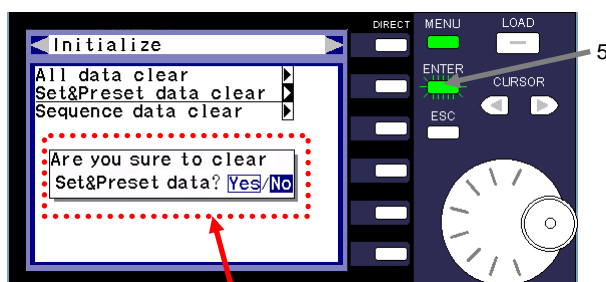 DIRECT
MENU
LOAD
Initialize
ENTER
5
All data clear
Set&Preset data clear
Sequence data clear
CURSOR
ESC
Are you sure to clear
Set&Preset data? Yes/No